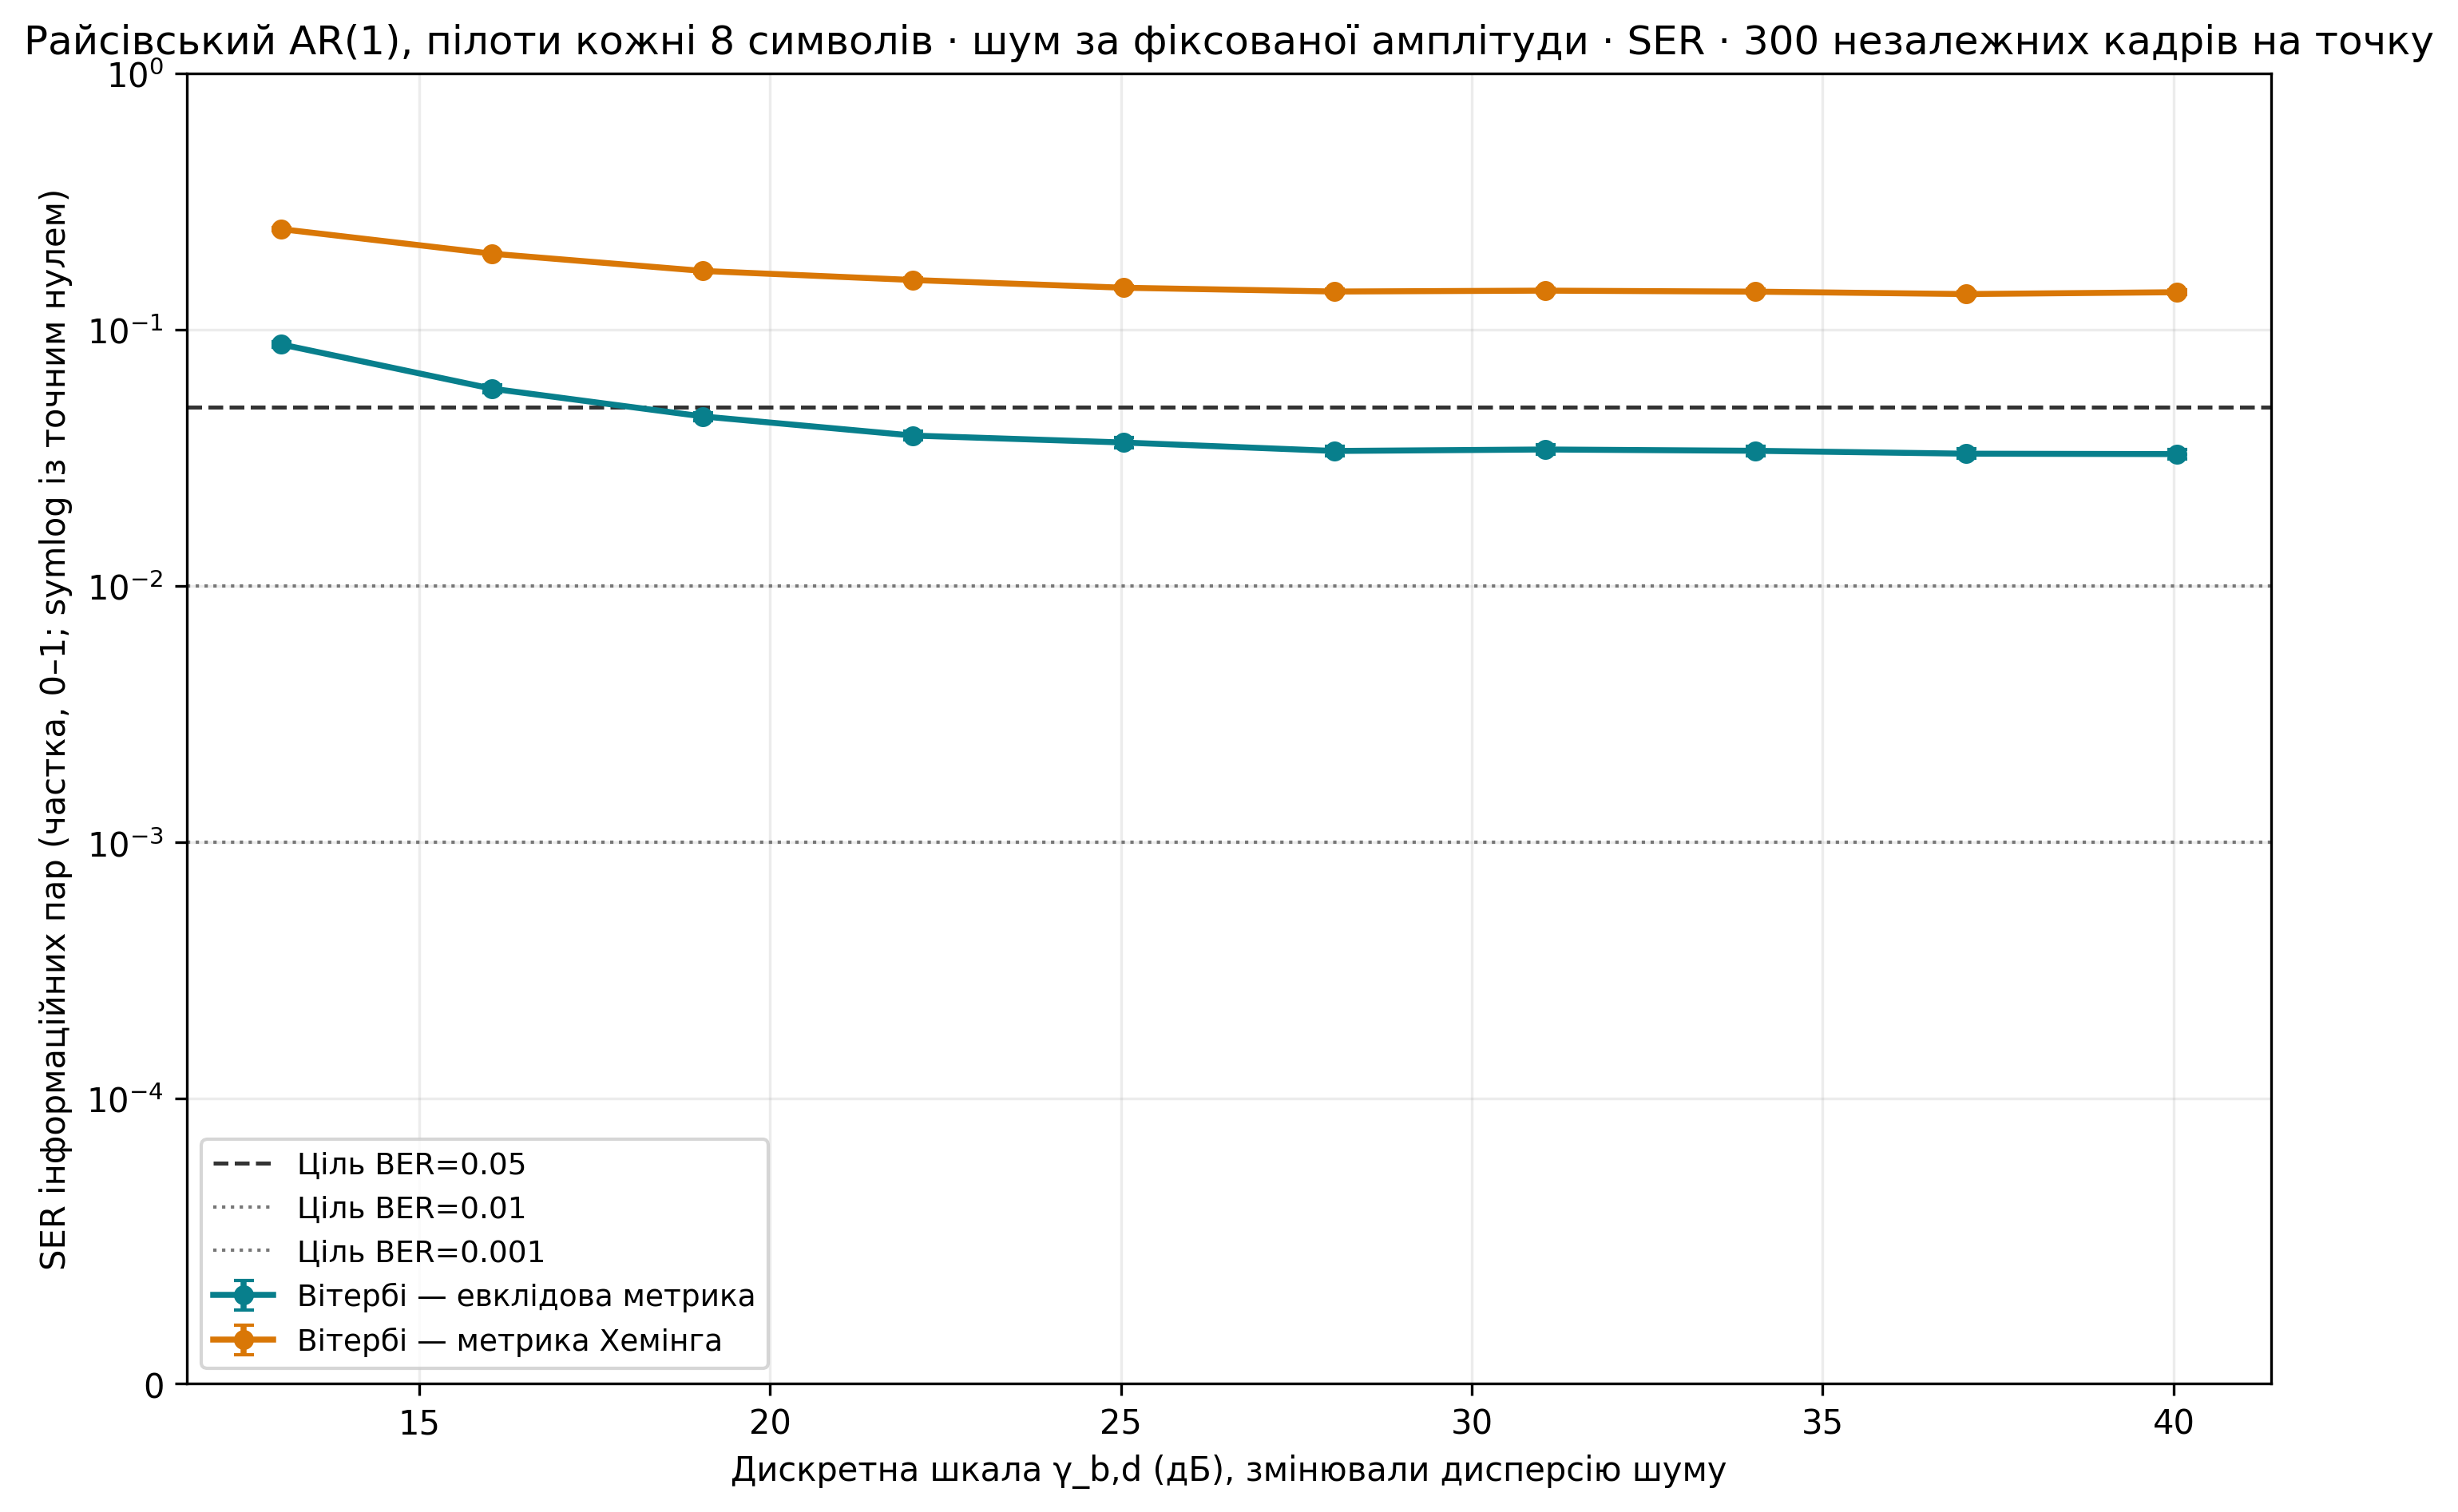 Райсівський AR(1), пілоти кожні 8 символів · шум за фіксованої амплітуди · SER · 300 незалежних кадрів на точку
SER інформаційних пар (частка, 0–1; symlog із точним нулем)
10⁰
10⁻¹
10⁻²
10⁻³
10⁻⁴
0
Ціль BER=0.05
Ціль BER=0.01
Ціль BER=0.001
Вітербі — евклідова метрика
Вітербі — метрика Хемінга
15 20 25 30 35 40
Дискретна шкала γ_b,d (дБ), змінювали дисперсію шуму